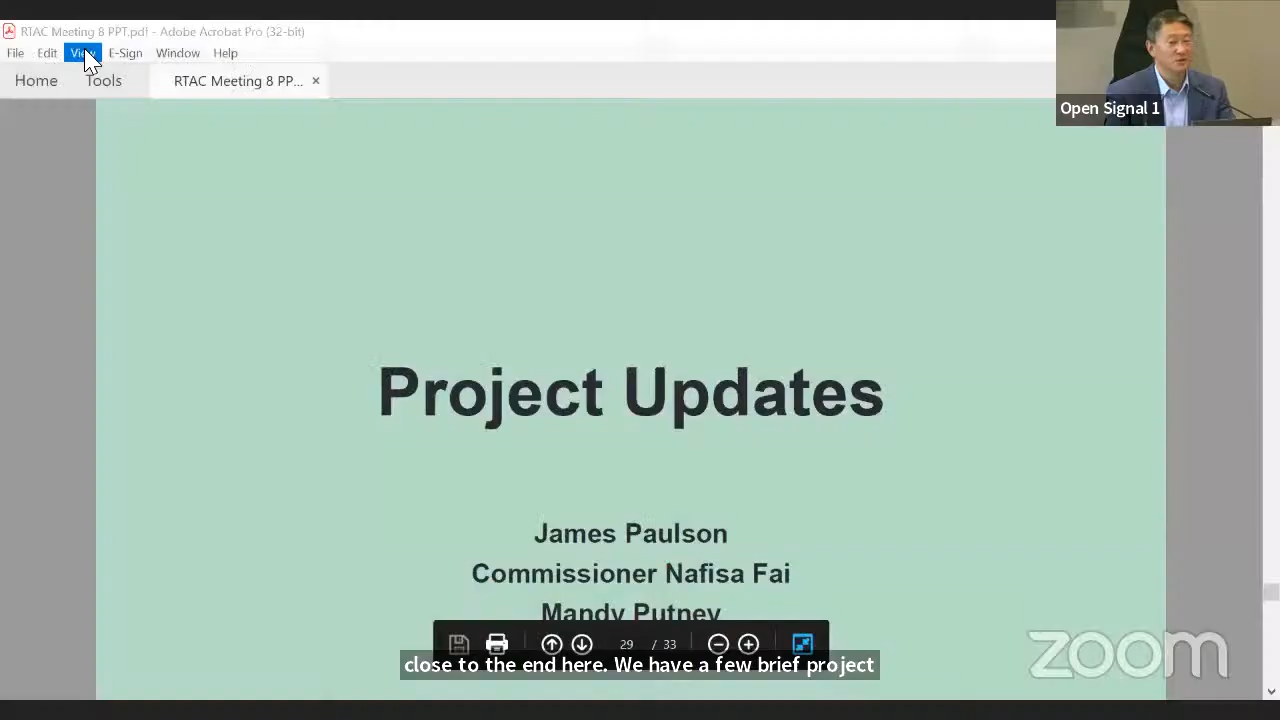 RTAC Meeting 8 PPT.pdf - Adobe Acrobat Pro (32-bit)
File Edit View E-Sign Window Help
Home Tools RTAC Meeting 8 PP... ×
Open Signal 1
Project Updates
James Paulson
Commissioner Nafisa Fai
Mandy Putney
29 / 33
close to the end here. We have a few brief project
zoom